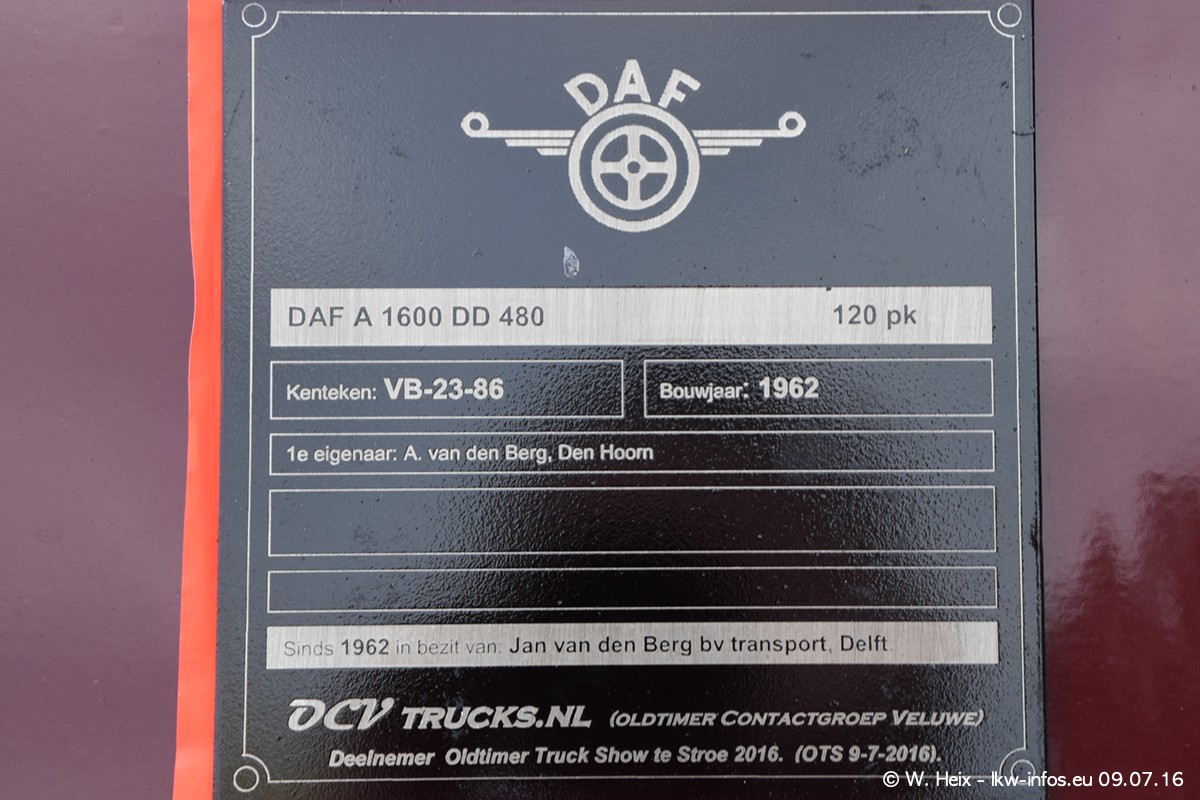 DAF
DAF A 1600 DD 480 120 pk
Kenteken: VB-23-86 Bouwjaar: 1962
1e eigenaar: A. van den Berg, Den Hoorn
Sinds 1962 in bezit van: Jan van den Berg bv transport, Delft.
OCV TRUCKS.NL (OLDTIMER CONTACTGROEP VELUWE)
Deelnemer Oldtimer Truck Show te Stroe 2016. (OTS 9-7-2016).
© W. Heix - lkw-infos.eu 09.07.16